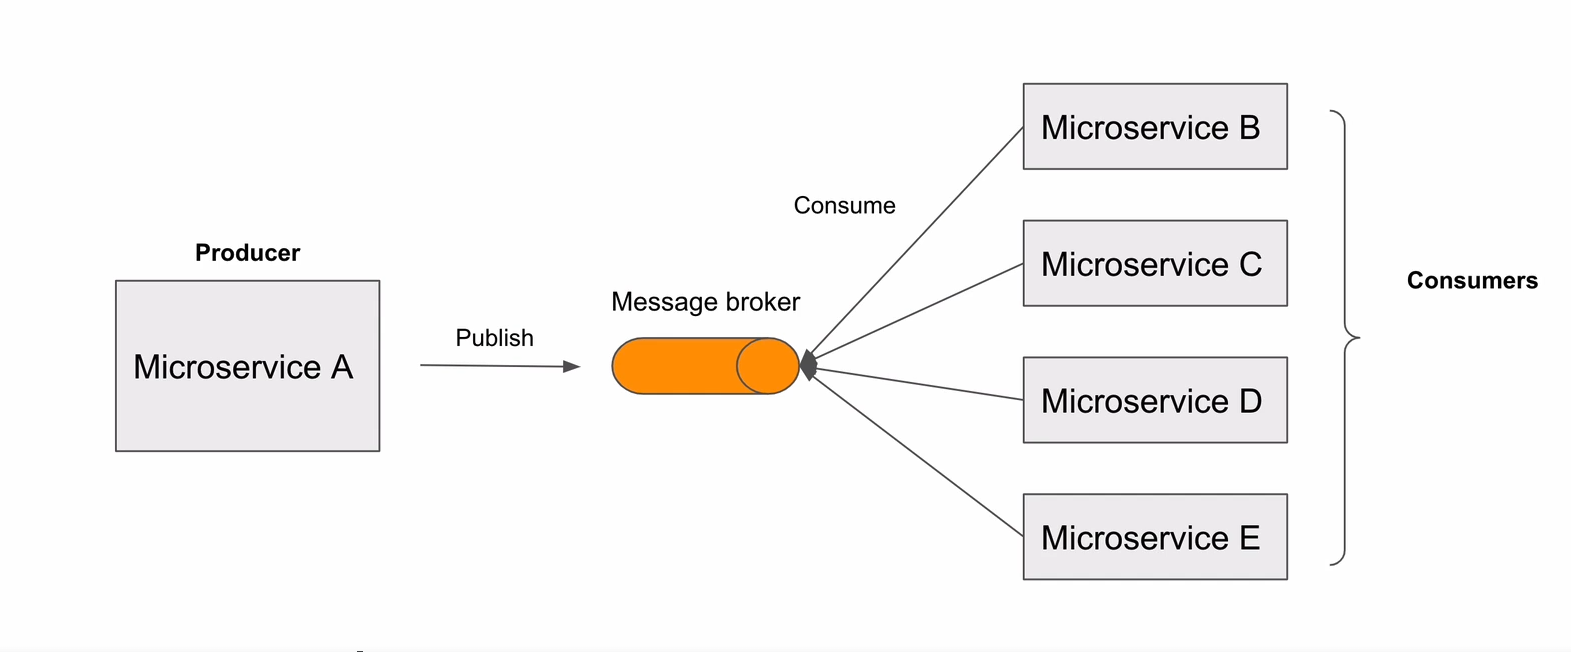 Producer
Microservice A
Publish
Message broker
Consume
Microservice B
Microservice C
Microservice D
Microservice E
Consumers